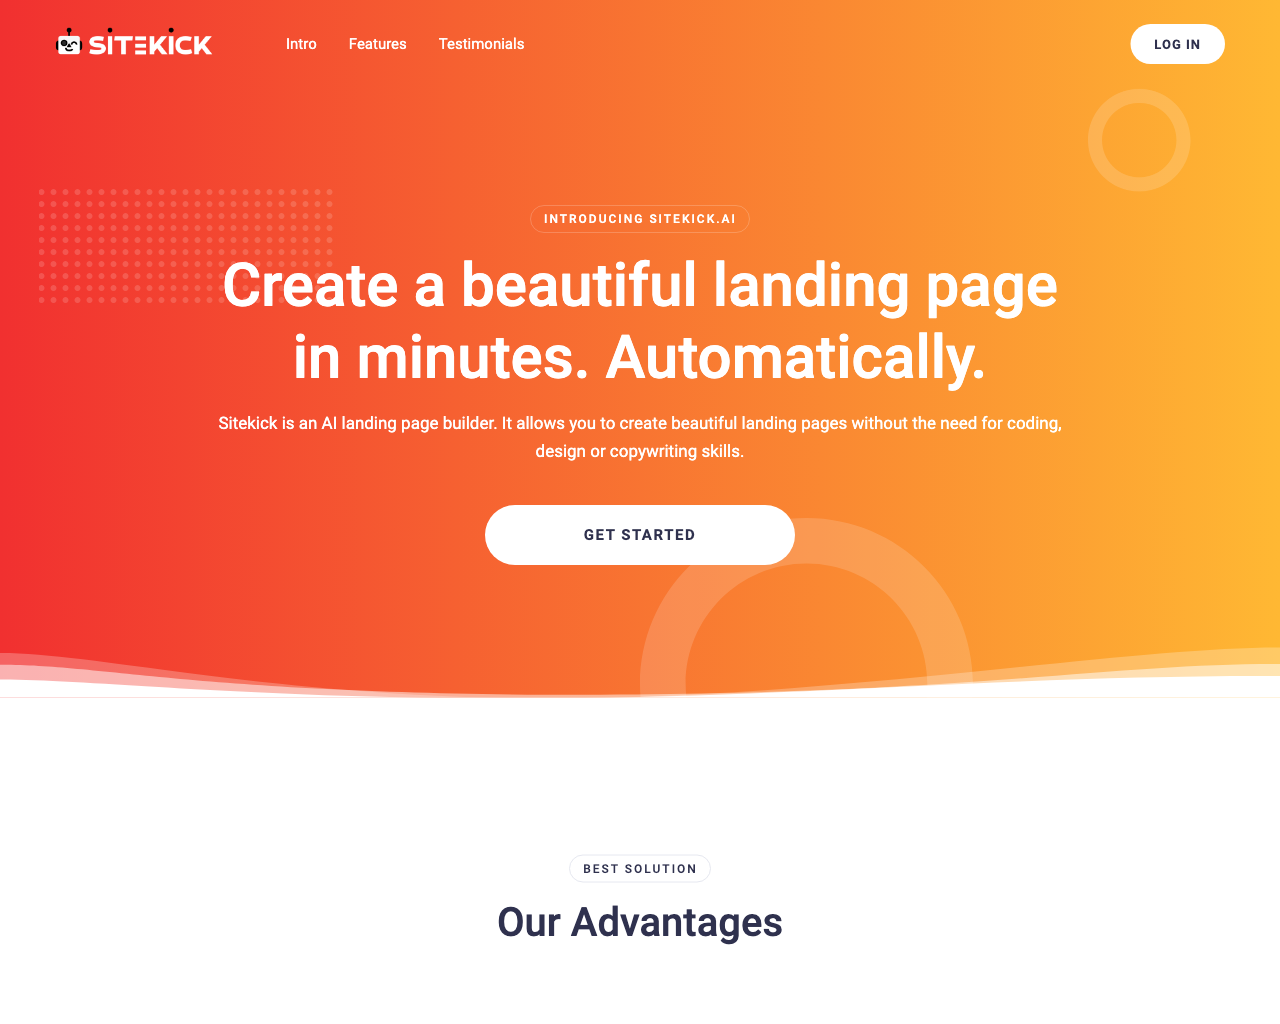 SITEKICK
Intro Features Testimonials
LOG IN
INTRODUCING SITEKICK.AI
Create a beautiful landing page
in minutes. Automatically.
Sitekick is an AI landing page builder. It allows you to create beautiful landing pages without the need for coding,
design or copywriting skills.
GET STARTED
BEST SOLUTION
Our Advantages